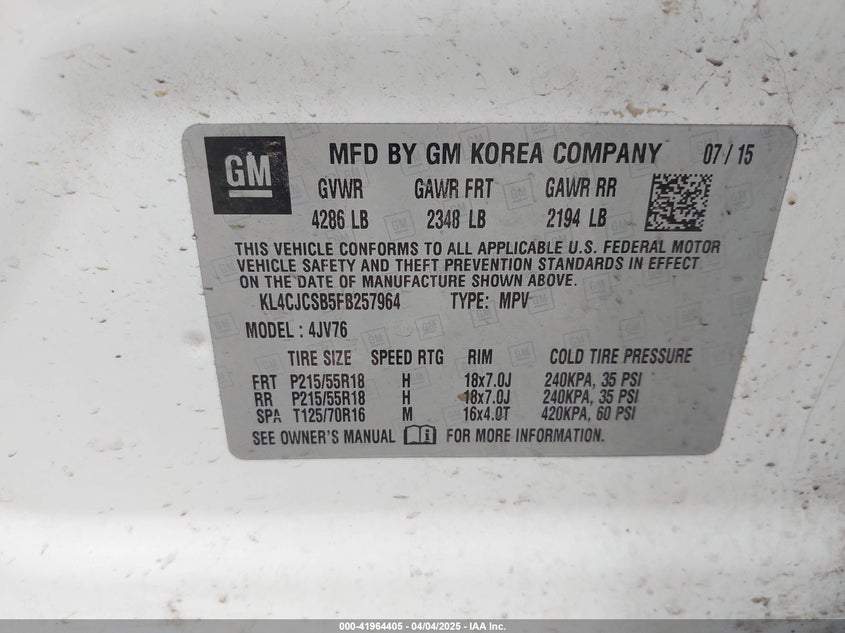 GM MFD BY GM KOREA COMPANY 07/15
GVWR GAWR FRT GAWR RR
4286 LB 2348 LB 2194 LB
THIS VEHICLE CONFORMS TO ALL APPLICABLE U.S. FEDERAL MOTOR
VEHICLE SAFETY AND THEFT PREVENTION STANDARDS IN EFFECT
ON THE DATE OF MANUFACTURE SHOWN ABOVE.
KL4CJCSB5FB257964 TYPE: MPV
MODEL : 4JV76
TIRE SIZE SPEED RTG RIM COLD TIRE PRESSURE
FRT P215/55R18 H 18x7.0J 240KPA, 35 PSI
RR P215/55R18 H 18x7.0J 240KPA, 35 PSI
SPA T125/70R16 M 16x4.0T 420KPA, 60 PSI
SEE OWNER'S MANUAL FOR MORE INFORMATION.
000-41964405 - 04/04/2025 - IAA Inc.